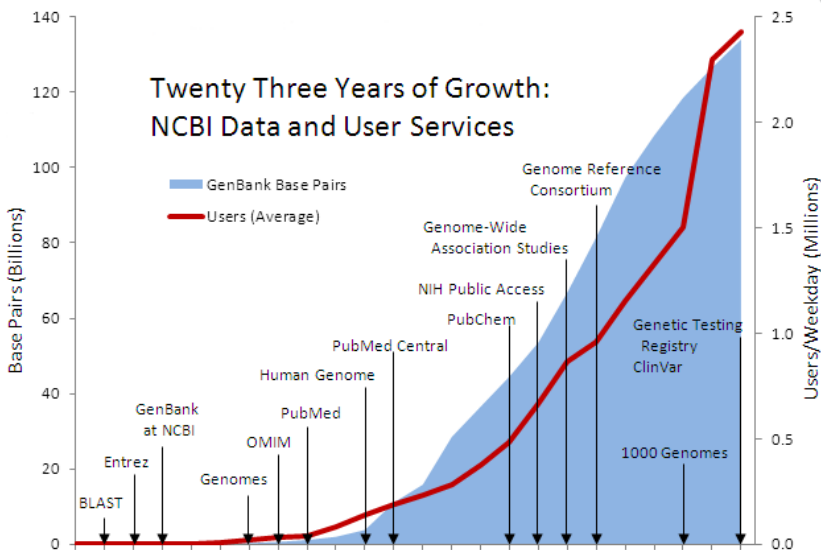 Twenty Three Years of Growth:
NCBI Data and User Services
GenBank Base Pairs
Users (Average)
Base Pairs (Billions)
140
120
100
80
60
40
20
0
Users/Weekday (Millions)
2.5
2.0
1.5
1.0
0.5
0.0
BLAST
Entrez
GenBank
at NCBI
Genomes
OMIM
PubMed
Human Genome
PubMed Central
PubChem
NIH Public Access
Genome-Wide
Association Studies
Genome Reference
Consortium
1000 Genomes
Genetic Testing
Registry
ClinVar